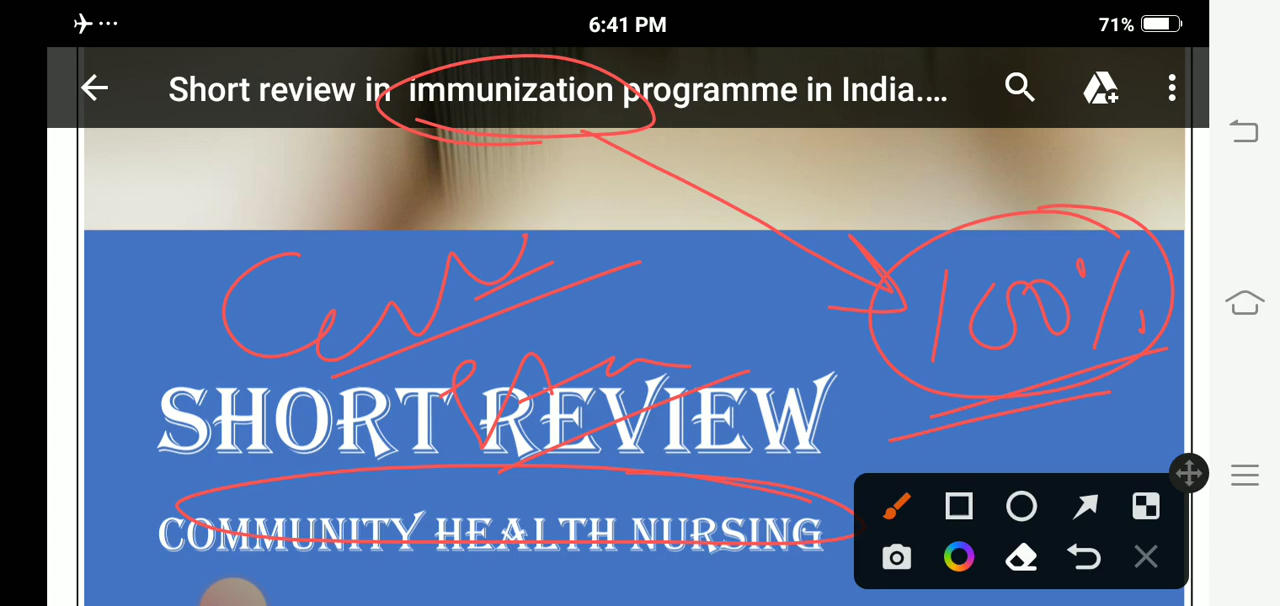 6:41 PM
71%
Short review in immunization programme in India....
100%
SHORT REVIEW
COMMUNITY HEALTH NURSING